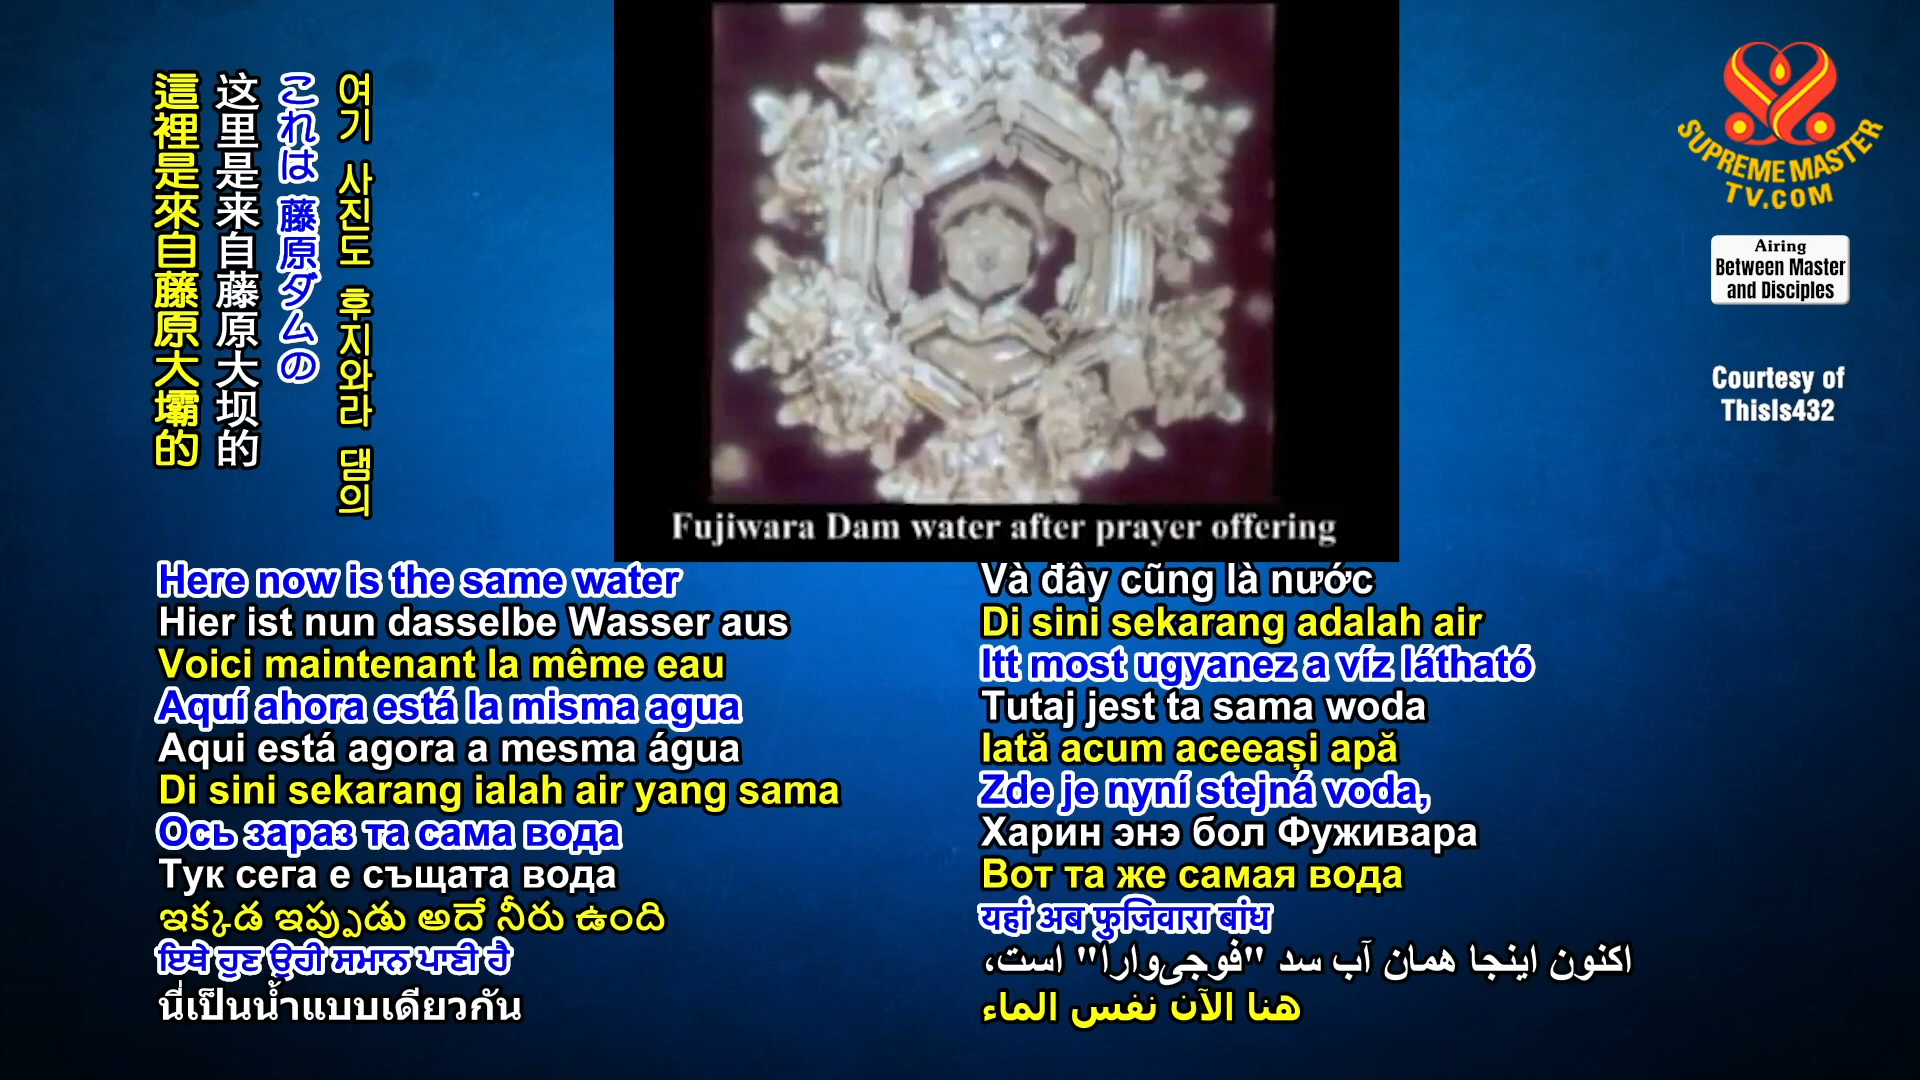 這裡是來自藤原大壩的
这里是来自藤原大坝的
これは 藤原ダムの
여기 사진도 후지와라 댐의
Fujiwara Dam water after prayer offering
SUPREME MASTER
TV.COM
Airing
Between Master
and Disciples
Courtesy of
ThisIs432
Here now is the same water
Hier ist nun dasselbe Wasser aus
Voici maintenant la même eau
Aquí ahora está la misma agua
Aqui está agora a mesma água
Di sini sekarang ialah air yang sama
Ось зараз та сама вода
Тук сега е същата вода
ఇక్కడ ఇప్పుడు అదే నీరు ఉంది
ਇਥੇ ਹੁਣ ਉਹੀ ਸਮਾਨ ਪਾਣੀ ਹੈ
นี่เป็นน้ำแบบเดียวกัน
Và đây cũng là nước
Di sini sekarang adalah air
Itt most ugyanez a víz látható
Tutaj jest ta sama woda
Iată acum aceeași apă
Zde je nyní stejná voda,
Харин энэ бол Фуживара
Вот та же самая вода
यहां अब फुजिवारा बांध
اکنون اینجا همان آب سد "فوجی‌وارا" است،
هنا الآن نفس الماء